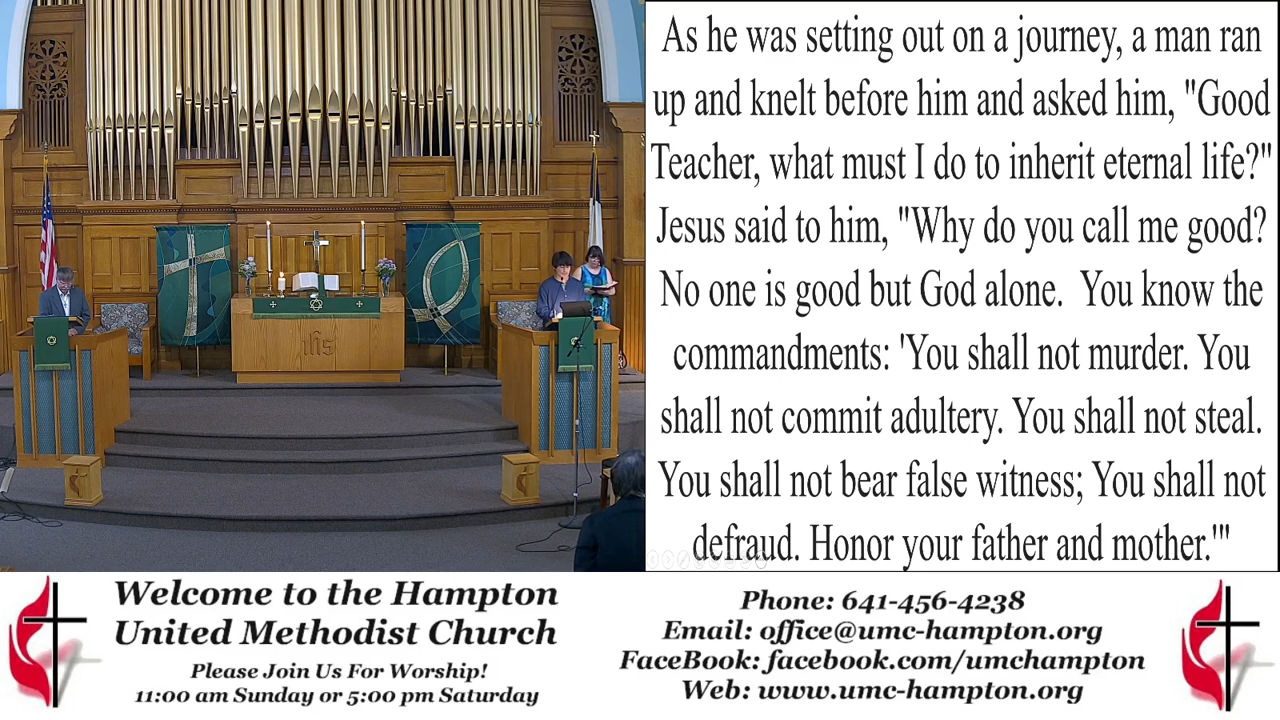 As he was setting out on a journey, a man ran
up and knelt before him and asked him, "Good
Teacher, what must I do to inherit eternal life?"
Jesus said to him, "Why do you call me good?
No one is good but God alone.  You know the
commandments: 'You shall not murder. You
shall not commit adultery. You shall not steal.
You shall not bear false witness; You shall not
defraud. Honor your father and mother.'"
ihs
Welcome to the Hampton
United Methodist Church
Please Join Us For Worship!
11:00 am Sunday or 5:00 pm Saturday
Phone: 641-456-4238
Email: office@umc-hampton.org
FaceBook: facebook.com/umchampton
Web: www.umc-hampton.org